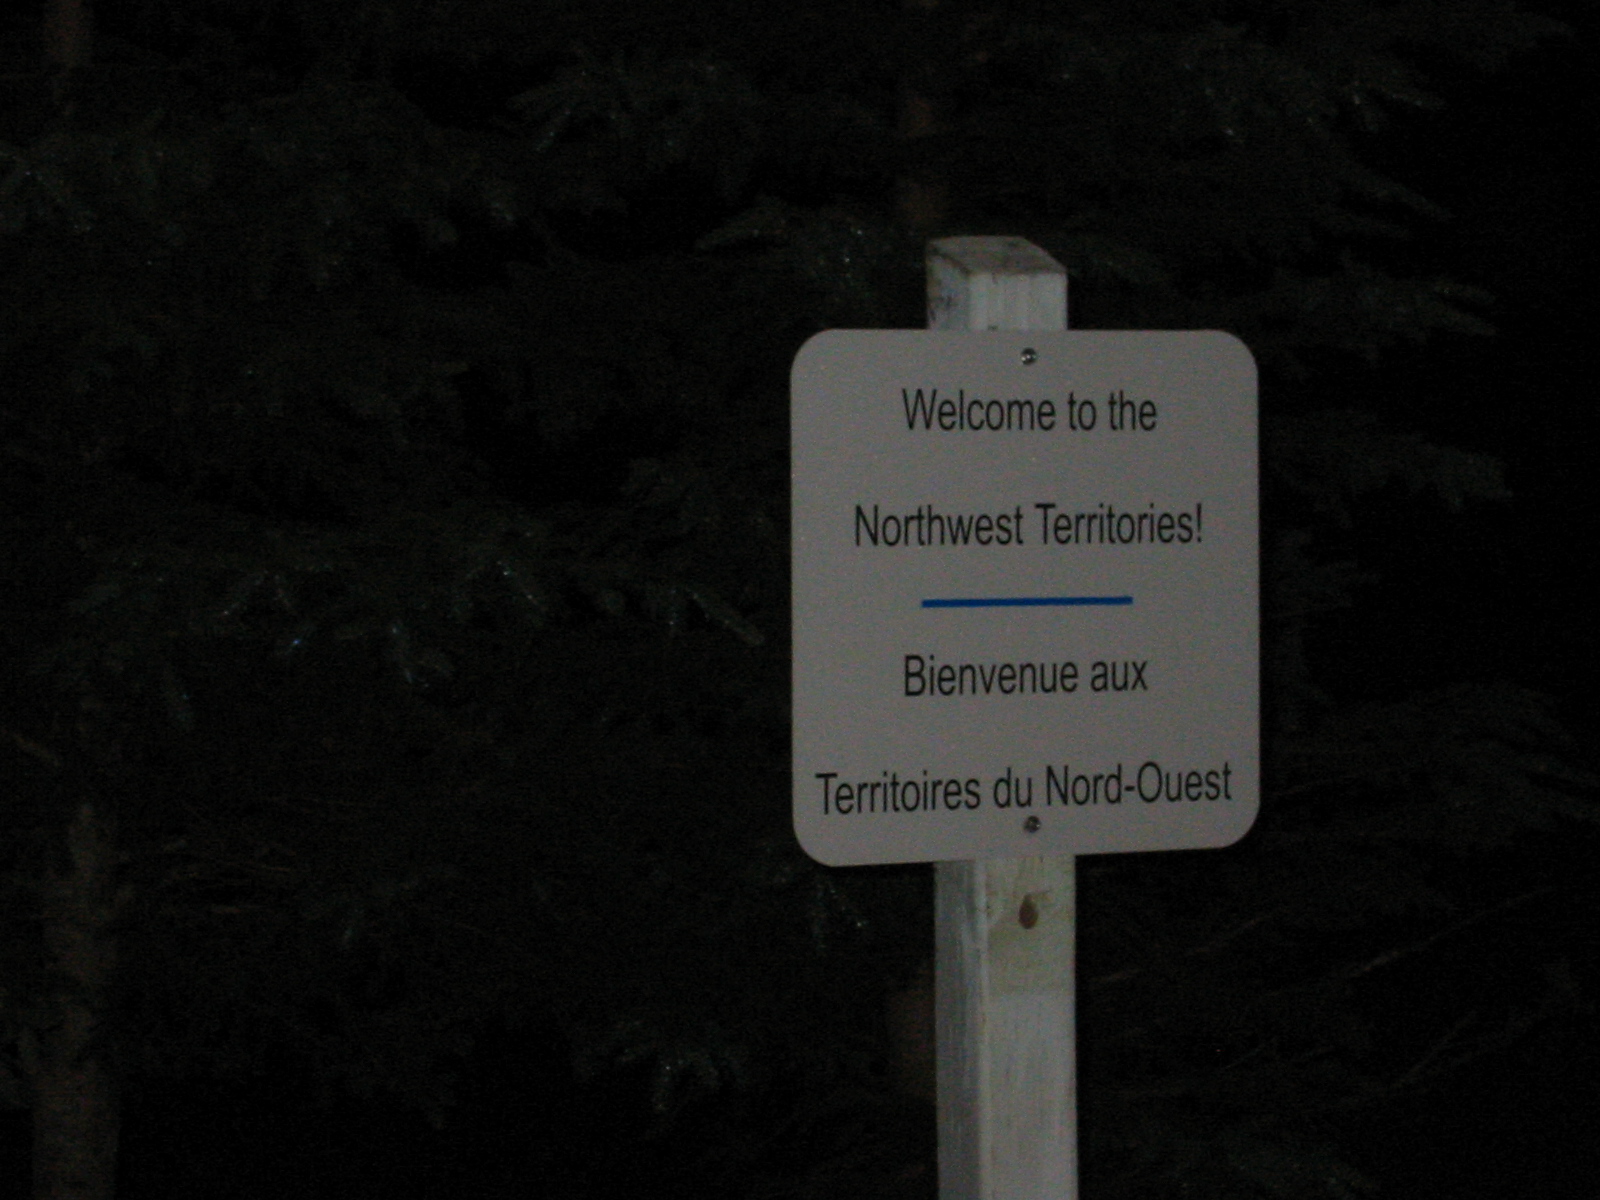 Welcome to the
Northwest Territories!
Bienvenue aux
Territoires du Nord-Ouest